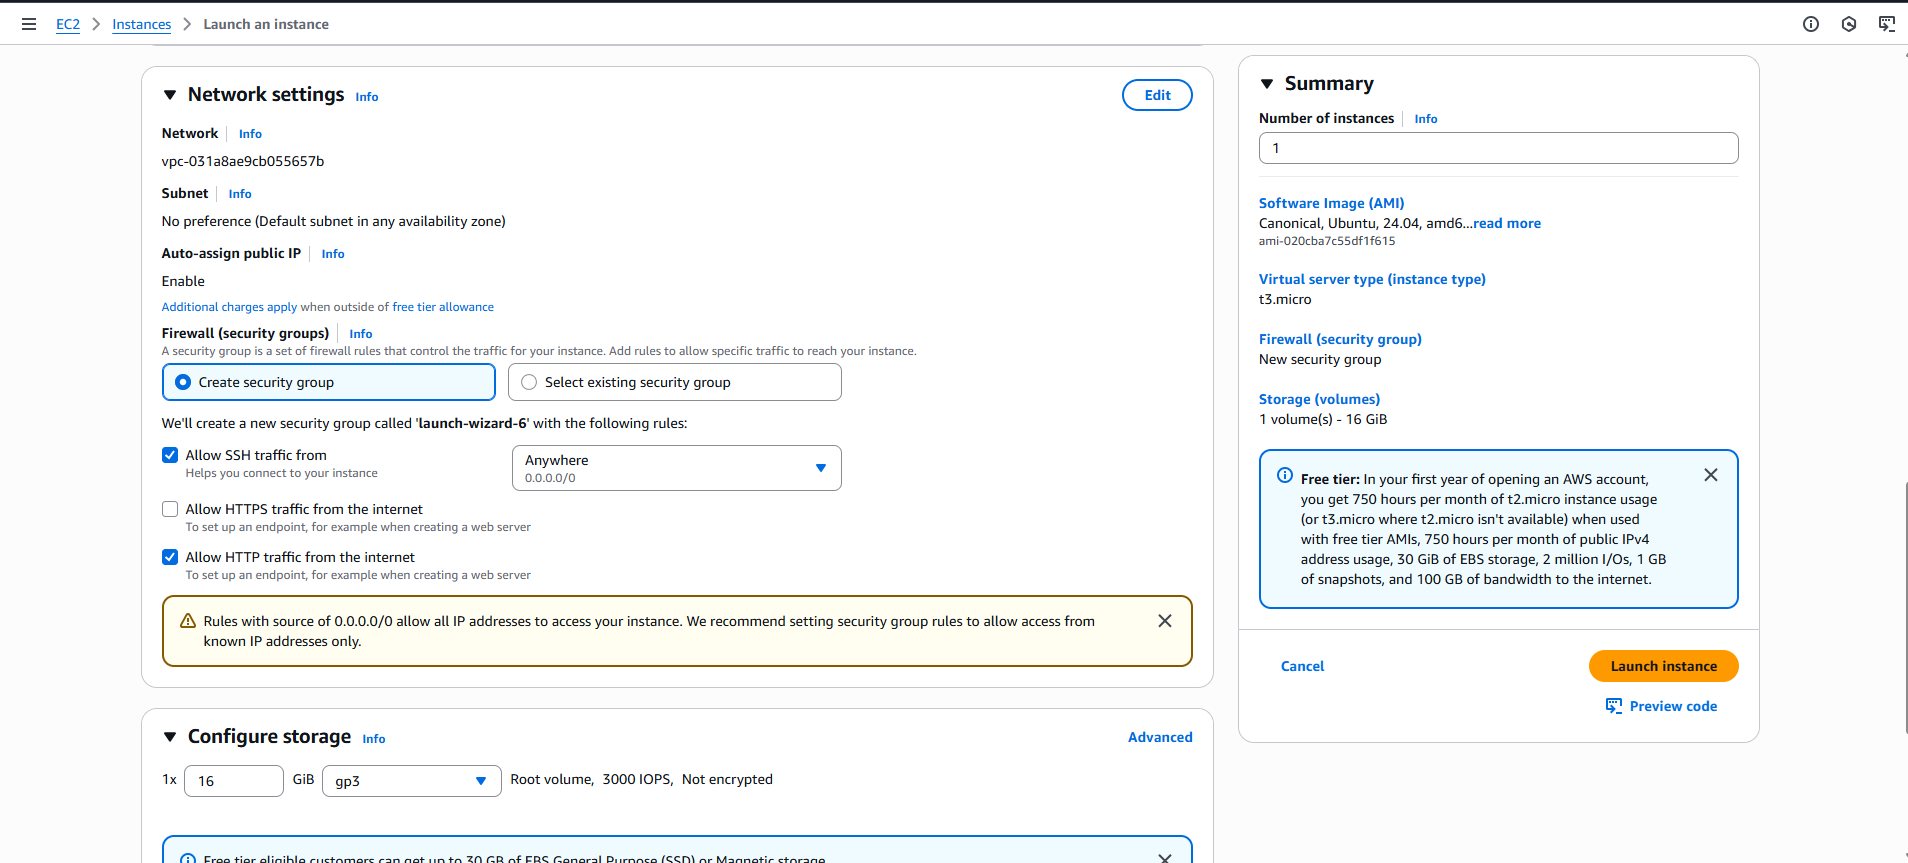 EC2 > Instances > Launch an instance
Network settings Info
Edit
Network Info
vpc-031a8ae9cb055657b
Subnet Info
No preference (Default subnet in any availability zone)
Auto-assign public IP Info
Enable
Additional charges apply when outside of free tier allowance
Firewall (security groups) Info
A security group is a set of firewall rules that control the traffic for your instance. Add rules to allow specific traffic to reach your instance.
Create security group
Select existing security group
We'll create a new security group called 'launch-wizard-6' with the following rules:
Allow SSH traffic from
Helps you connect to your instance
Anywhere
0.0.0.0/0
Allow HTTPS traffic from the internet
To set up an endpoint, for example when creating a web server
Allow HTTP traffic from the internet
To set up an endpoint, for example when creating a web server
Rules with source of 0.0.0.0/0 allow all IP addresses to access your instance. We recommend setting security group rules to allow access from
known IP addresses only.
Configure storage Info
Advanced
1x 16 GiB gp3 Root volume, 3000 IOPS, Not encrypted
Free tier eligible customers can get up to 30 GB of EBS General Purpose (SSD) or Magnetic storage
Summary
Number of instances Info
1
Software Image (AMI)
Canonical, Ubuntu, 24.04, amd6...read more
ami-020cba7c55df1f615
Virtual server type (instance type)
t3.micro
Firewall (security group)
New security group
Storage (volumes)
1 volume(s) - 16 GiB
Free tier: In your first year of opening an AWS account,
you get 750 hours per month of t2.micro instance usage
(or t3.micro where t2.micro isn't available) when used
with free tier AMIs, 750 hours per month of public IPv4
address usage, 30 GiB of EBS storage, 2 million I/Os, 1 GB
of snapshots, and 100 GB of bandwidth to the internet.
Cancel
Launch instance
Preview code